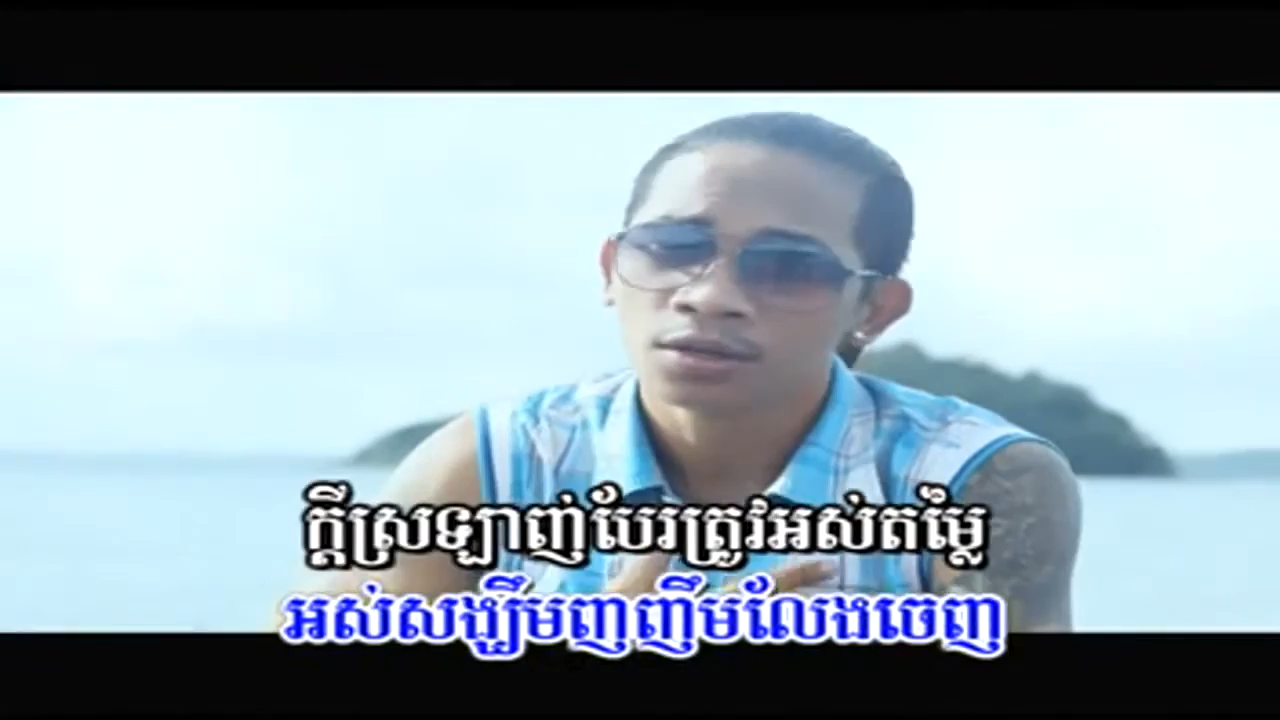 ក្ដីស្រឡាញ់បែរត្រូវអស់តម្លៃ
អស់សង្ឃឹមញញឹមលែងចេញ